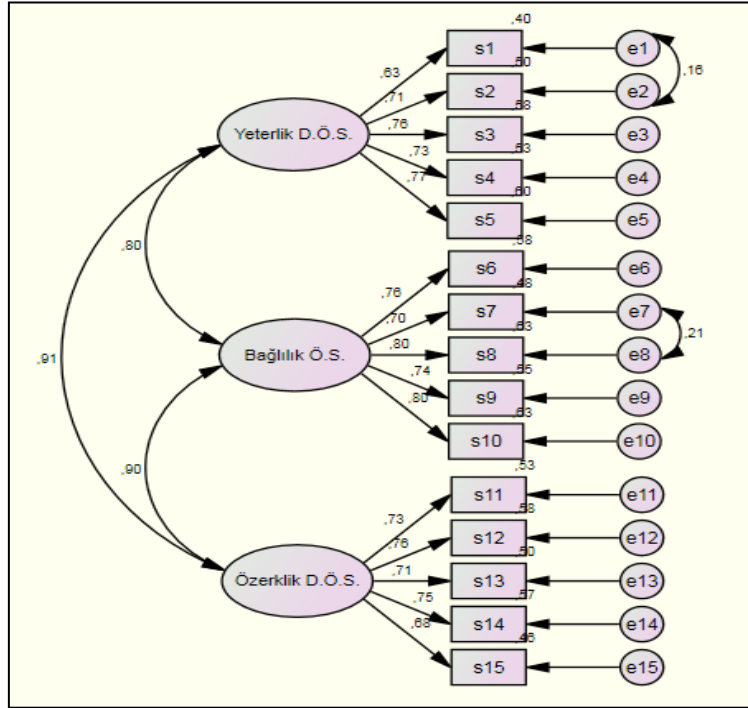 ,40
s1
e1
,63
,50
,16
s2
e2
,71
,58
Yeterlik D.Ö.S.
,76
s3
e3
,73
,53
s4
e4
,77
,60
s5
e5
,58
,80
s6
e6
,76
,48
,70
s7
e7
,63
,80
,21
Bağlılık Ö.S.
s8
e8
,91
,74
,55
s9
e9
,80
,63
s10
e10
,53
,90
s11
e11
,73
,58
,76
s12
e12
,50
Özerklik D.Ö.S.
,71
s13
e13
,75
,57
s14
e14
,68
,46
s15
e15